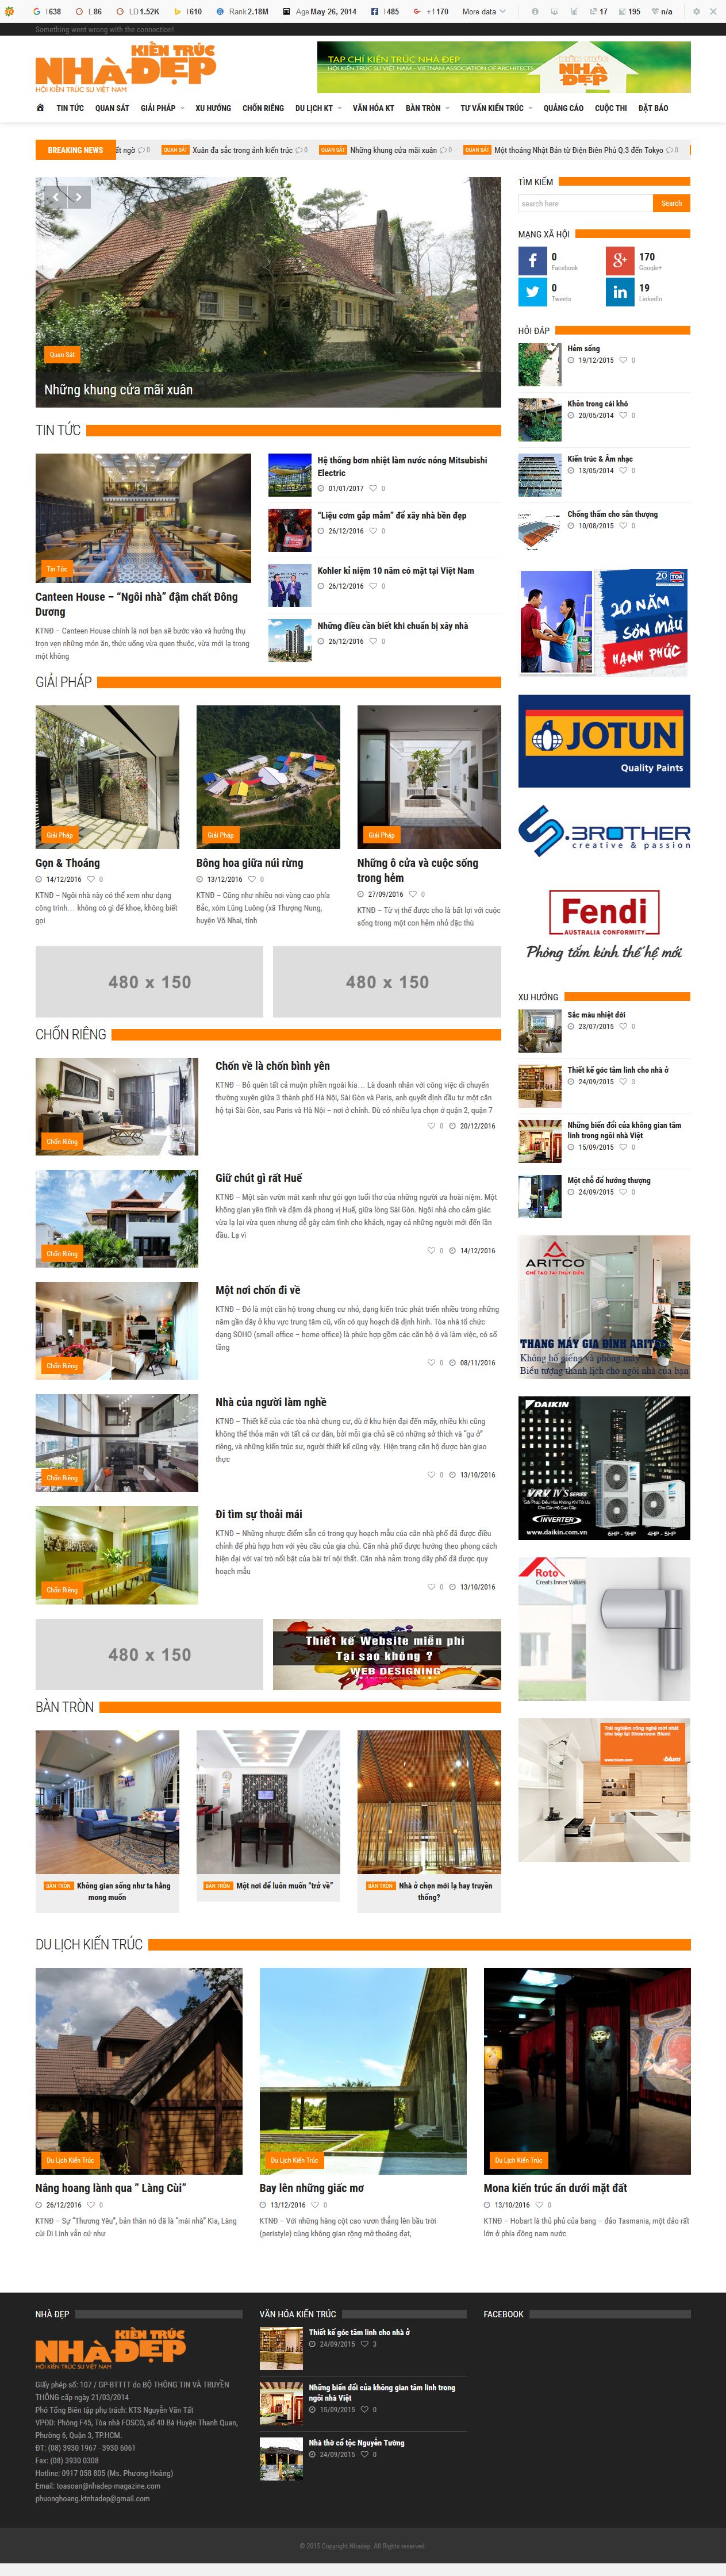 I 638 L 86 LD 1.52K I 610 Rank 2.18M Age May 26, 2014 I 485 +1 170 More data 17 195 n/a
Something went wrong with the connection!
KIẾN TRÚC
NHÀ ĐẸP
HỘI KIẾN TRÚC SƯ VIỆT NAM
TẠP CHÍ KIẾN TRÚC NHÀ ĐẸP
HỘI KIẾN TRÚC SƯ VIỆT NAM - VIETNAM ASSOCIATION OF ARCHITECTS
TIN TỨC QUAN SÁT GIẢI PHÁP XU HƯỚNG CHỐN RIÊNG DU LỊCH KT VĂN HÓA KT BÀN TRÒN TƯ VẤN KIẾN TRÚC QUẢNG CÁO CUỘC THI ĐẶT BÁO
BREAKING NEWS ất ngờ 0 QUAN SÁT Xuân đa sắc trong ảnh kiến trúc 0 QUAN SÁT Những khung cửa mãi xuân 0 QUAN SÁT Một thoáng Nhật Bản từ Điện Biên Phủ Q.3 đến Tokyo 0
Quan Sát
Những khung cửa mãi xuân
TÌM KIẾM
search here Search
MẠNG XÃ HỘI
0 Facebook
170 Google+
0 Tweets
19 LinkedIn
HỎI ĐÁP
Hẻm sống
19/12/2015 0
Khôn trong cái khó
20/05/2014 0
Kiến trúc & Âm nhạc
13/05/2014 0
Chống thấm cho sân thượng
10/08/2015 0
TIN TỨC
Tin Tức
Canteen House – “Ngôi nhà” đậm chất Đông
Dương
KTNĐ – Canteen House chính là nơi bạn sẽ bước vào và hưởng thụ
trọn vẹn những món ăn, thức uống vừa quen thuộc, vừa mới lạ trong
một không
Hệ thống bơm nhiệt làm nước nóng Mitsubishi
Electric
01/01/2017 0
“Liệu cơm gắp mắm” để xây nhà bền đẹp
26/12/2016 0
Kohler kỉ niệm 10 năm có mặt tại Việt Nam
26/12/2016 0
Những điều cần biết khi chuẩn bị xây nhà
26/12/2016 0
20 NĂM
SƠN MÀU
HẠNH PHÚC
TOA
JOTUN
Quality Paints
BROTHER
creative & passion
Fendi
AUSTRALIA CONFORMITY
Phòng tắm kính thế hệ mới
GIẢI PHÁP
Giải Pháp
Gọn & Thoáng
14/12/2016 0
KTNĐ – Ngôi nhà này có thể xem như dạng
công trình… không có gì để khoe, không biết
gọi
Giải Pháp
Bông hoa giữa núi rừng
13/12/2016 0
KTNĐ – Cũng như nhiều nơi vùng cao phía
Bắc, xóm Lũng Luông (xã Thượng Nung,
huyện Võ Nhai, tỉnh
Giải Pháp
Những ô cửa và cuộc sống
trong hẻm
27/09/2016 0
KTNĐ – Từ vị thế được cho là bất lợi với cuộc
sống trong một con hẻm nhỏ đặc thù
480 x 150
480 x 150
XU HƯỚNG
Sắc màu nhiệt đới
23/07/2015 0
Thiết kế góc tâm linh cho nhà ở
24/09/2015 3
Những biến đổi của không gian tâm
linh trong ngôi nhà Việt
15/09/2015 0
Một chỗ để hướng thượng
24/09/2015 0
CHỐN RIÊNG
Chốn Riêng
Chốn về là chốn bình yên
KTNĐ – Bỏ quên tất cả muộn phiền ngoài kia… Là doanh nhân với công việc di chuyển
thường xuyên giữa 3 thành phố Hà Nội, Sài Gòn và Paris, anh quyết định đầu tư một căn
hộ tại Sài Gòn, sau Paris và Hà Nội – nơi ở chính. Dù có nhiều lựa chọn ở quận 2, quận 7
0 20/12/2016
Chốn Riêng
Giữ chút gì rất Huế
KTNĐ – Một sân vườn mát xanh như gói gọn tuổi thơ của những người ưa hoài niệm. Một
không gian yên tĩnh và đậm đà phong vị Huế, giữa lòng Sài Gòn. Ngôi nhà cho cảm giác
vừa lạ lại vừa quen nhưng dễ gây cảm tình cho khách, ngay cả những người mới đến lần
đầu. Lạ vì
0 14/12/2016
Chốn Riêng
Một nơi chốn đi về
KTNĐ – Đó là một căn hộ trong chung cư nhỏ, dạng kiến trúc phát triển nhiều trong những
năm gần đây ở khu vực trung tâm cũ, vốn có quy hoạch đã định hình. Tòa nhà tổ chức
dạng SOHO (small office – home office) là phức hợp gồm các căn hộ ở và làm việc, có số
tầng
0 08/11/2016
Chốn Riêng
Nhà của người làm nghề
KTNĐ – Thiết kế của các tòa nhà chung cư, dù ở khu hiện đại đến mấy, nhiều khi cũng
không thể thỏa mãn với tất cả cư dân, bởi mỗi gia chủ sẽ có những sở thích và “gu ở”
riêng, và những kiến trúc sư, người thiết kế cũng vậy. Hiện trạng căn hộ được bàn giao
thực
0 13/10/2016
Chốn Riêng
Đi tìm sự thoải mái
KTNĐ – Những nhược điểm sẵn có trong quy hoạch mẫu của căn nhà phố đã được điều
chỉnh để phù hợp hơn với yêu cầu của gia chủ. Căn nhà phố được hướng theo phong cách
hiện đại với vai trò nổi bật của bài trí nội thất. Căn nhà nằm trong dãy phố đã được quy
hoạch mẫu
0 13/10/2016
ARITCO
CHẾ TẠO TẠI THỤY ĐIỂN
THANG MÁY GIA ĐÌNH ARITCO
Không hố giếng và phòng máy
Biểu tượng thành lịch cho ngôi nhà của bạn
DAIKIN
VRV IV S SERIES
INVERTER
www.daikin.com.vn
6HP - 9HP 4HP - 5HP
Roto
Creats Inner Values
Trải nghiệm công nghệ mới nhất
cho bếp tại Showroom Blum!
www.blum.com blum
480 x 150
Thiết kế Website miễn phí
Tại sao không ?
WEB DESIGNING
BÀN TRÒN
BÀN TRÒN Không gian sống như ta hằng
mong muốn
BÀN TRÒN Một nơi để luôn muốn “trở về”
BÀN TRÒN Nhà ở chọn mới lạ hay truyền
thống?
DU LỊCH KIẾN TRÚC
Du Lịch Kiến Trúc
Nắng hoang lành qua ” Làng Cùi”
26/12/2016 0
KTNĐ – Sự “Thương Yêu”, bản thân nó đã là “mái nhà” Kìa, Làng
cùi Di Linh vẫn cứ như
Du Lịch Kiến Trúc
Bay lên những giấc mơ
13/12/2016 0
KTNĐ – Với những hàng cột cao vươn thẳng lên bầu trời
(peristyle) cùng không gian rộng mở thoáng đạt,
Du Lịch Kiến Trúc
Mona kiến trúc ẩn dưới mặt đất
13/10/2016 0
KTNĐ – Hobart là thủ phủ của bang – đảo Tasmania, một đảo rất
lớn ở phía đông nam nước
NHÀ ĐẸP
KIẾN TRÚC
NHÀ ĐẸP
HỘI KIẾN TRÚC SƯ VIỆT NAM
Giấy phép số: 107 / GP-BTTTT do BỘ THÔNG TIN VÀ TRUYỀN
THÔNG cấp ngày 21/03/2014
Phó Tổng Biên tập phụ trách: KTS Nguyễn Văn Tất
VPĐD: Phòng F45, Tòa nhà FOSCO, số 40 Bà Huyện Thanh Quan,
Phường 6, Quận 3, TP.HCM.
ĐT: (08) 3930 1967 - 3930 6061
Fax: (08) 3930 0308
Hotline: 0917 058 805 (Ms. Phương Hoàng)
Email: toasoan@nhadep-magazine.com
phuonghoang.ktnhadep@gmail.com
VĂN HÓA KIẾN TRÚC
Thiết kế góc tâm linh cho nhà ở
24/09/2015 3
Những biến đổi của không gian tâm linh trong
ngôi nhà Việt
15/09/2015 0
Nhà thờ cổ tộc Nguyễn Tường
24/09/2015 0
FACEBOOK
© 2015 Copyright Nhadep. All Rights reserved.